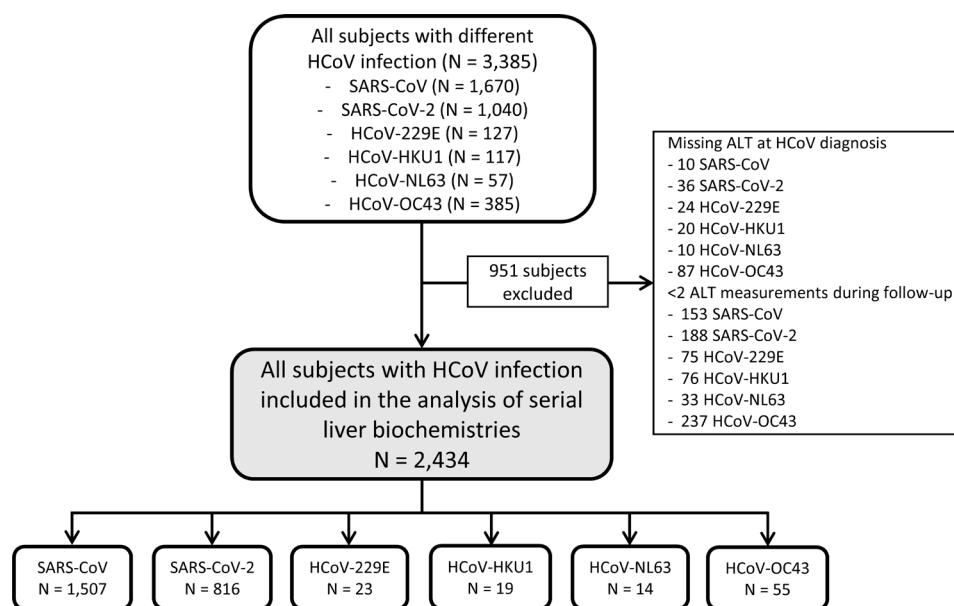 All subjects with different
HCoV infection (N = 3,385)
- SARS-CoV (N = 1,670)
- SARS-CoV-2 (N = 1,040)
- HCoV-229E (N = 127)
- HCoV-HKU1 (N = 117)
- HCoV-NL63 (N = 57)
- HCoV-OC43 (N = 385)
951 subjects
excluded
Missing ALT at HCoV diagnosis
- 10 SARS-CoV
- 36 SARS-CoV-2
- 24 HCoV-229E
- 20 HCoV-HKU1
- 10 HCoV-NL63
- 87 HCoV-OC43
<2 ALT measurements during follow-up
- 153 SARS-CoV
- 188 SARS-CoV-2
- 75 HCoV-229E
- 76 HCoV-HKU1
- 33 HCoV-NL63
- 237 HCoV-OC43
All subjects with HCoV infection
included in the analysis of serial
liver biochemistries
N = 2,434
SARS-CoV
N = 1,507
SARS-CoV-2
N = 816
HCoV-229E
N = 23
HCoV-HKU1
N = 19
HCoV-NL63
N = 14
HCoV-OC43
N = 55